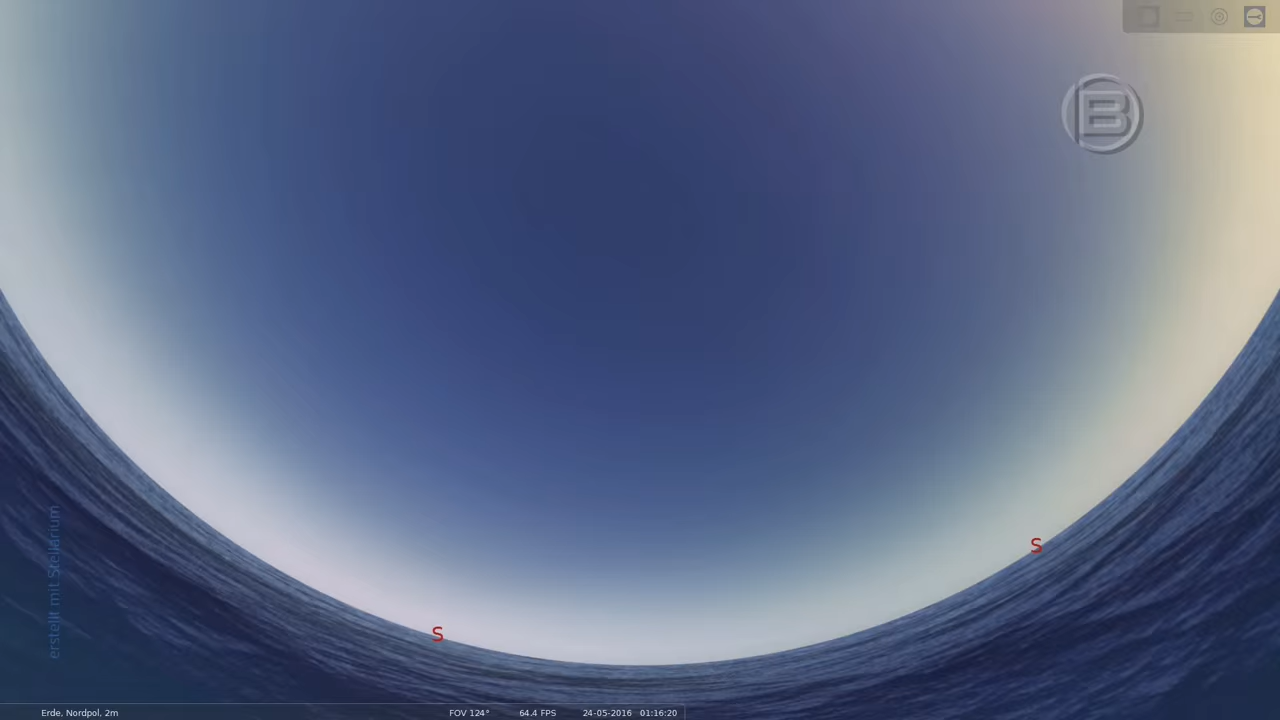 B
S
S
erstellt mit Stellarium
Erde, Nordpol, 2m FOV 124° 64.4 FPS 24-05-2016 01:16:20